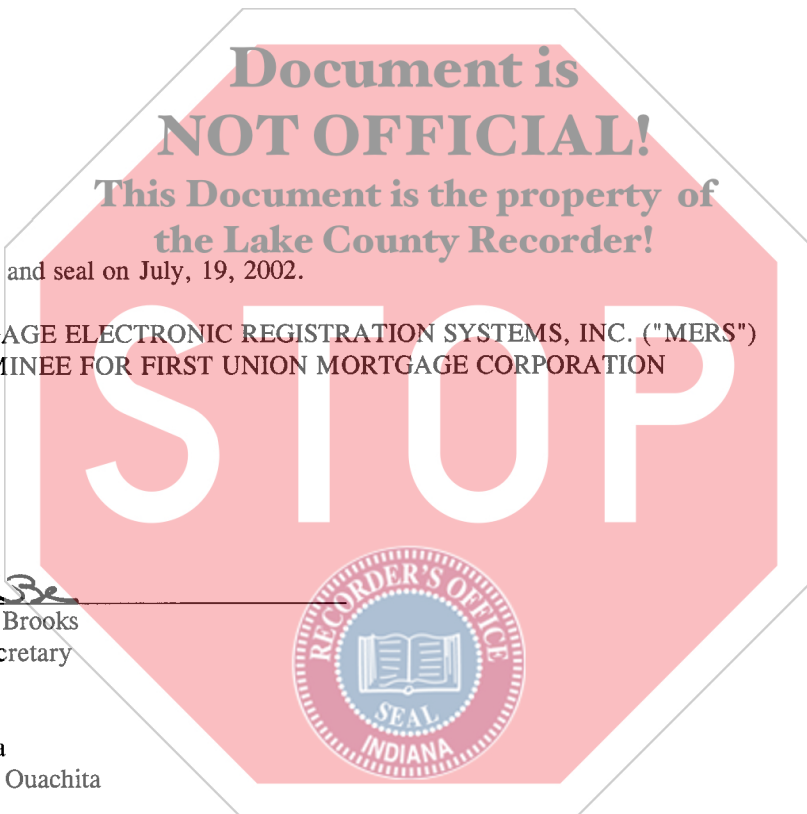 Document is
NOT OFFICIAL!
This Document is the property of
the Lake County Recorder!
and seal on July, 19, 2002.
AGE ELECTRONIC REGISTRATION SYSTEMS, INC. ("MERS")
MINEE FOR FIRST UNION MORTGAGE CORPORATION
STOP
Brooks
cretary
RECORDER'S OFFICE
SEAL
INDIANA
a
Ouachita